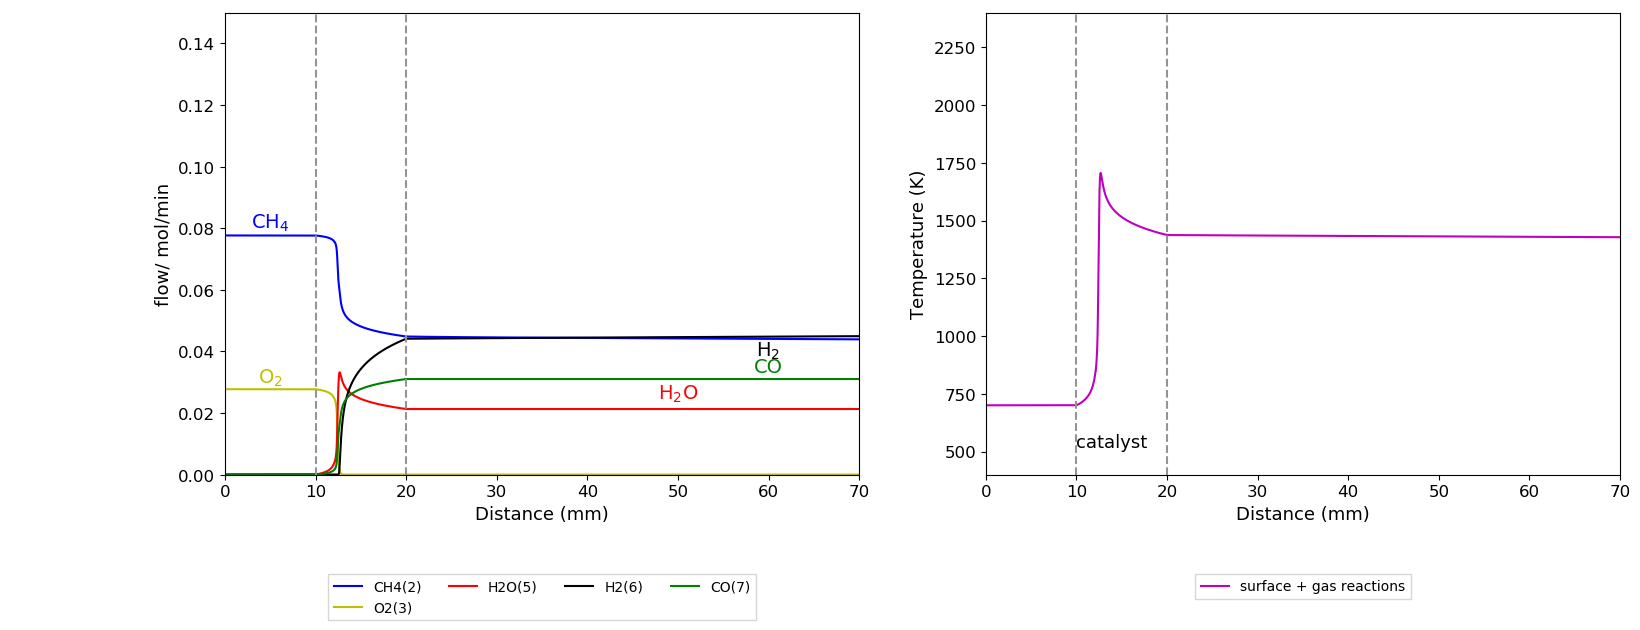 0.14
0.12
0.10
0.08
0.06
0.04
0.02
0.00
flow/ mol/min
CH₄
O₂
H₂
CO
H₂O
0 10 20 30 40 50 60 70
Distance (mm)
CH4(2) H2O(5) H2(6) CO(7)
O2(3)
2250
2000
1750
1500
1250
1000
750
500
Temperature (K)
catalyst
0 10 20 30 40 50 60 70
Distance (mm)
surface + gas reactions